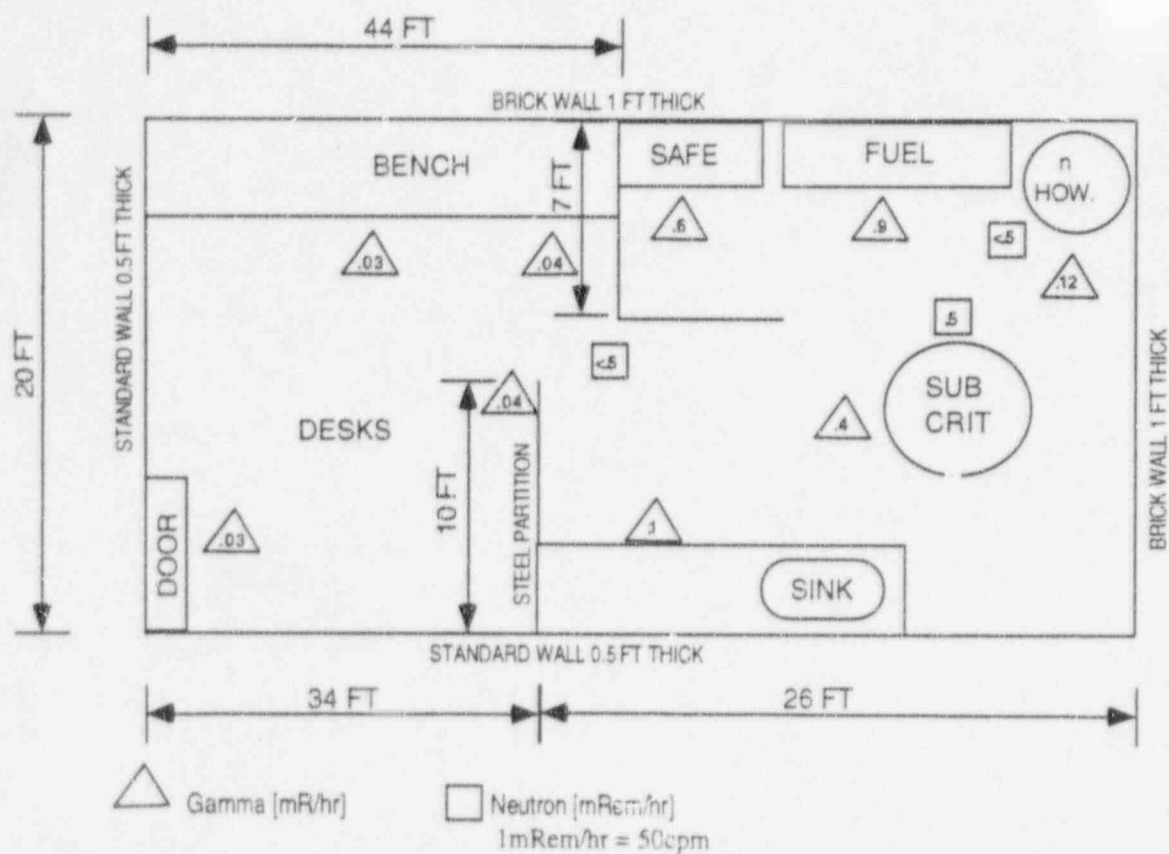 44 FT
BRICK WALL 1 FT THICK
BENCH
SAFE
FUEL
n
HOW.
7 FT
.6
.9
<.5
.03
.04
.12
20 FT
STANDARD WALL 0.5 FT THICK
.5
<.5
.04
DESKS
.4
SUB
CRIT
BRICK WALL 1 FT THICK
10 FT
STEEL PARTITION
.1
.03
DOOR
SINK
STANDARD WALL 0.5 FT THICK
34 FT
26 FT
Gamma [mR/hr]
Neutron [mRem/hr]
1mRem/hr = 50cpm